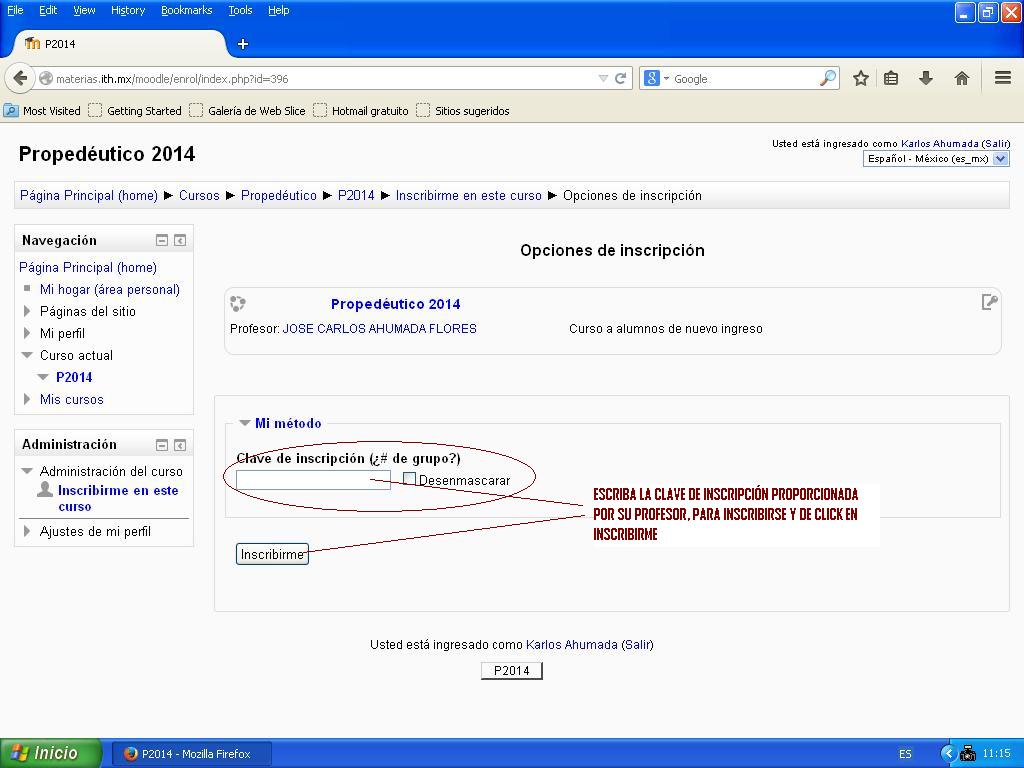 File Edit View History Bookmarks Tools Help
P2014
materias.ith.mx/moodle/enrol/index.php?id=396
Google
Most Visited Getting Started Galería de Web Slice Hotmail gratuito Sitios sugeridos
Propedéutico 2014
Usted está ingresado como Karlos Ahumada (Salir)
Español - México (es_mx)
Página Principal (home) ► Cursos ► Propedéutico ► P2014 ► Inscribirme en este curso ► Opciones de inscripción
Navegación
Página Principal (home)
Mi hogar (área personal)
Páginas del sitio
Mi perfil
Curso actual
P2014
Mis cursos
Administración
Administración del curso
Inscribirme en este
curso
Ajustes de mi perfil
Opciones de inscripción
Propedéutico 2014
Profesor: JOSE CARLOS AHUMADA FLORES
Curso a alumnos de nuevo ingreso
Mi método
Clave de inscripción (¿# de grupo?)
Desenmascarar
ESCRIBA LA CLAVE DE INSCRIPCIÓN PROPORCIONADA
POR SU PROFESOR, PARA INSCRIBIRSE Y DE CLICK EN
INSCRIBIRME
Inscribirme
Usted está ingresado como Karlos Ahumada (Salir)
P2014
Inicio
P2014 - Mozilla Firefox
ES
11:15